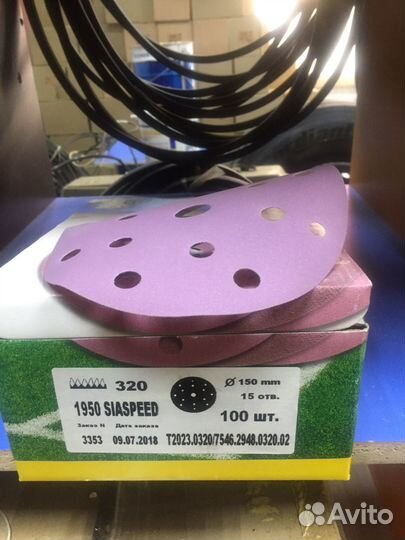 320
Ø 150 mm
15 отв.
1950 SIASPEED
100 шт.
Заказ N Дата заказа
3353 09.07.2018
T2023.0320/7546.2948.0320.02
Avito